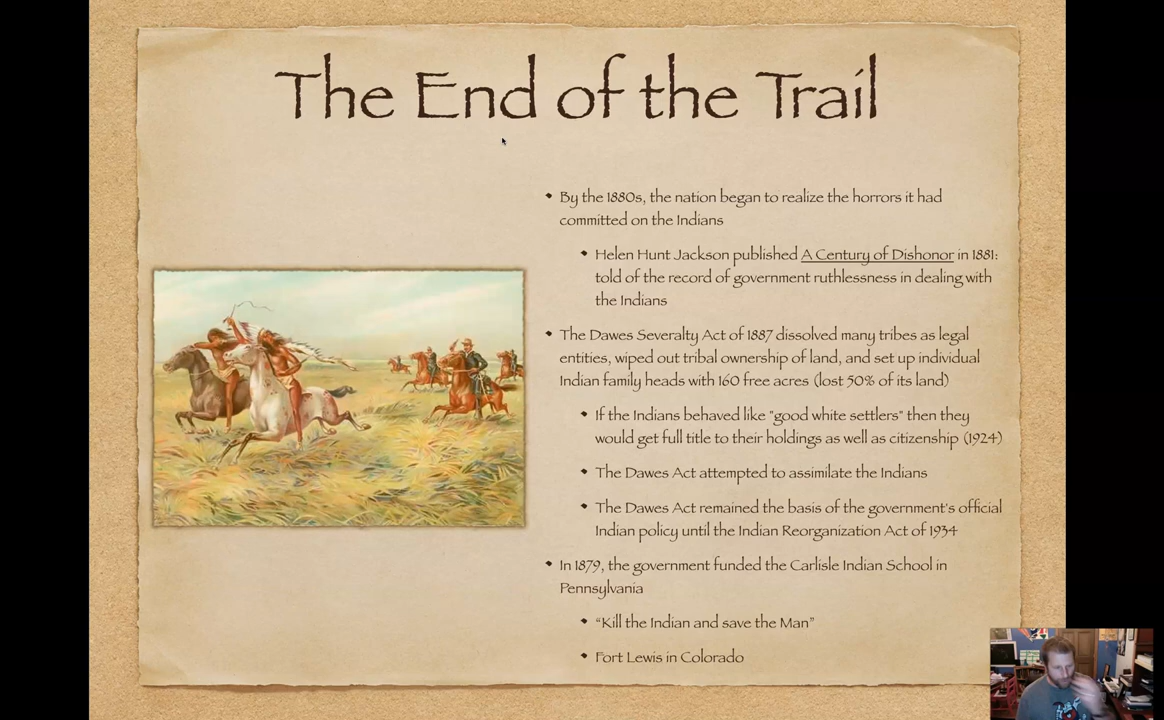 The End of the Trail
By the 1880s, the nation began to realize the horrors it had
committed on the Indians
Helen Hunt Jackson published A Century of Dishonor in 1881:
told of the record of government ruthlessness in dealing with
the Indians
The Dawes Severalty Act of 1887 dissolved many tribes as legal
entities, wiped out tribal ownership of land, and set up individual
Indian family heads with 160 free acres (lost 50% of its land)
If the Indians behaved like "good white settlers" then they
would get full title to their holdings as well as citizenship (1924)
The Dawes Act attempted to assimilate the Indians
The Dawes Act remained the basis of the government's official
Indian policy until the Indian Reorganization Act of 1934
In 1879, the government funded the Carlisle Indian School in
Pennsylvania
“Kill the Indian and save the Man”
Fort Lewis in Colorado